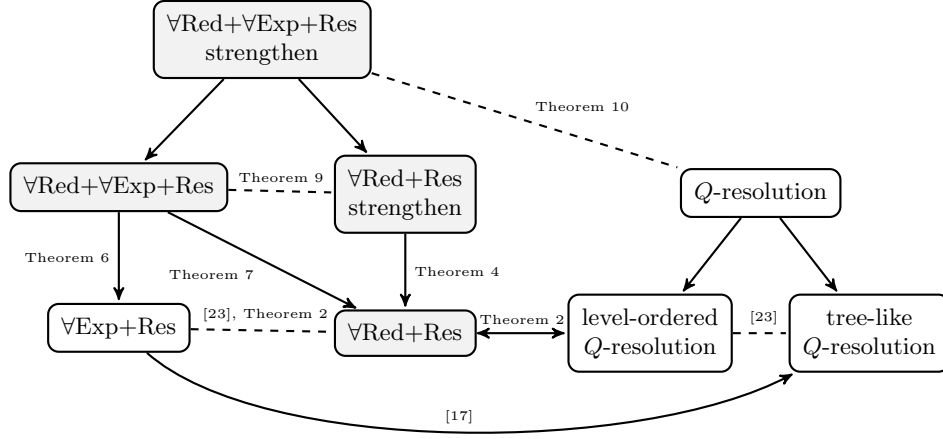 ∀Red+∀Exp+Res
strengthen
Theorem 10
∀Red+∀Exp+Res
Theorem 9
∀Red+Res
strengthen
Q-resolution
Theorem 6
Theorem 7
Theorem 4
∀Exp+Res
[23], Theorem 2
∀Red+Res
Theorem 2
level-ordered
Q-resolution
[23]
tree-like
Q-resolution
[17]